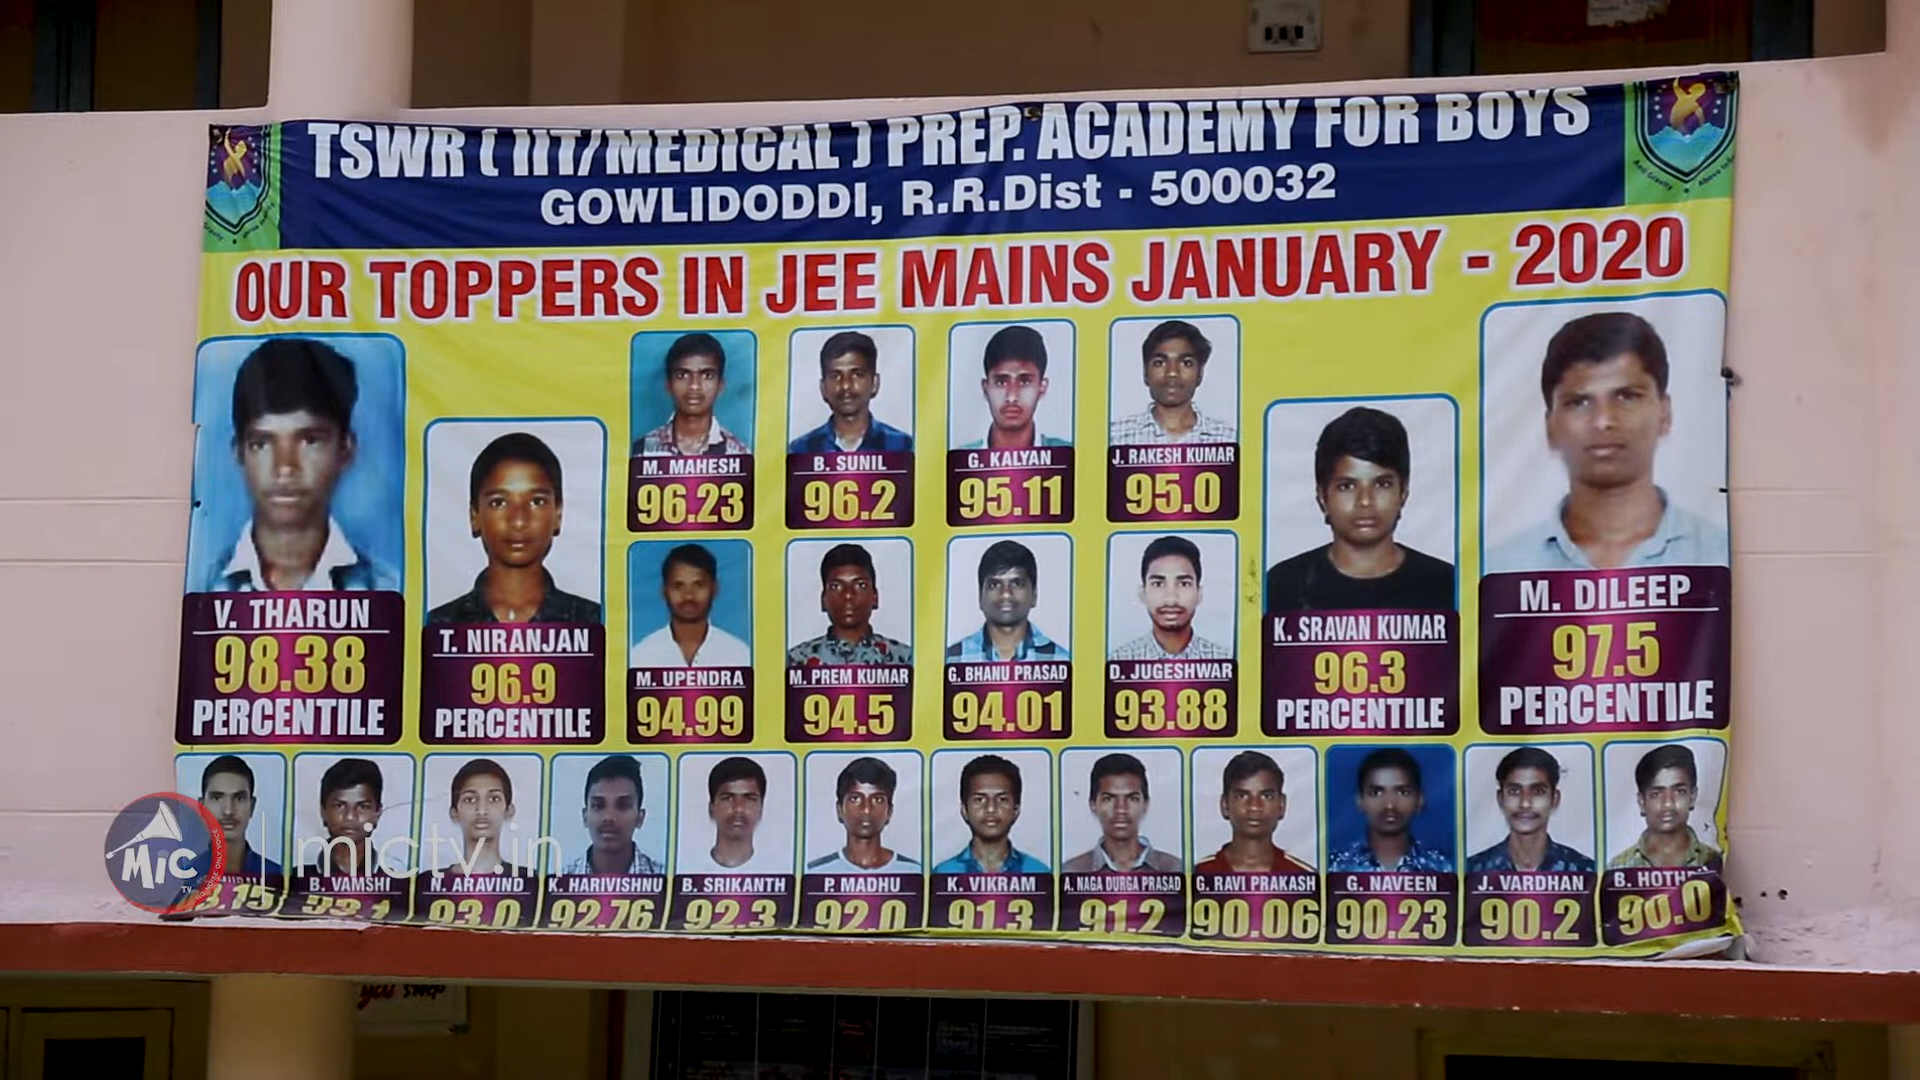 TSWR ( IIT/MEDICAL ) PREP. ACADEMY FOR BOYS
GOWLIDODDI, R.R.Dist - 500032
OUR TOPPERS IN JEE MAINS JANUARY - 2020
V. THARUN
98.38
PERCENTILE
T. NIRANJAN
96.9
PERCENTILE
M. MAHESH
96.23
B. SUNIL
96.2
G. KALYAN
95.11
J. RAKESH KUMAR
95.0
M. UPENDRA
94.99
M. PREM KUMAR
94.5
G. BHANU PRASAD
94.01
D. JUGESHWAR
93.88
K. SRAVAN KUMAR
96.3
PERCENTILE
M. DILEEP
97.5
PERCENTILE
B. VAMSHI
93.1
N. ARAVIND
93.0
K. HARIVISHNU
92.76
B. SRIKANTH
92.3
P. MADHU
92.0
K. VIKRAM
91.3
A. NAGA DURGA PRASAD
91.2
G. RAVI PRAKASH
90.06
G. NAVEEN
90.23
J. VARDHAN
90.2
B.
90.0
MiC TV
mictv.in
you